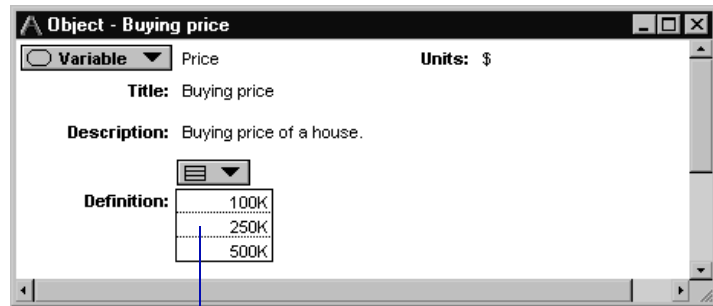 Object - Buying price
Variable Price Units: $
Title: Buying price
Description: Buying price of a house.
Definition:
100K
250K
500K